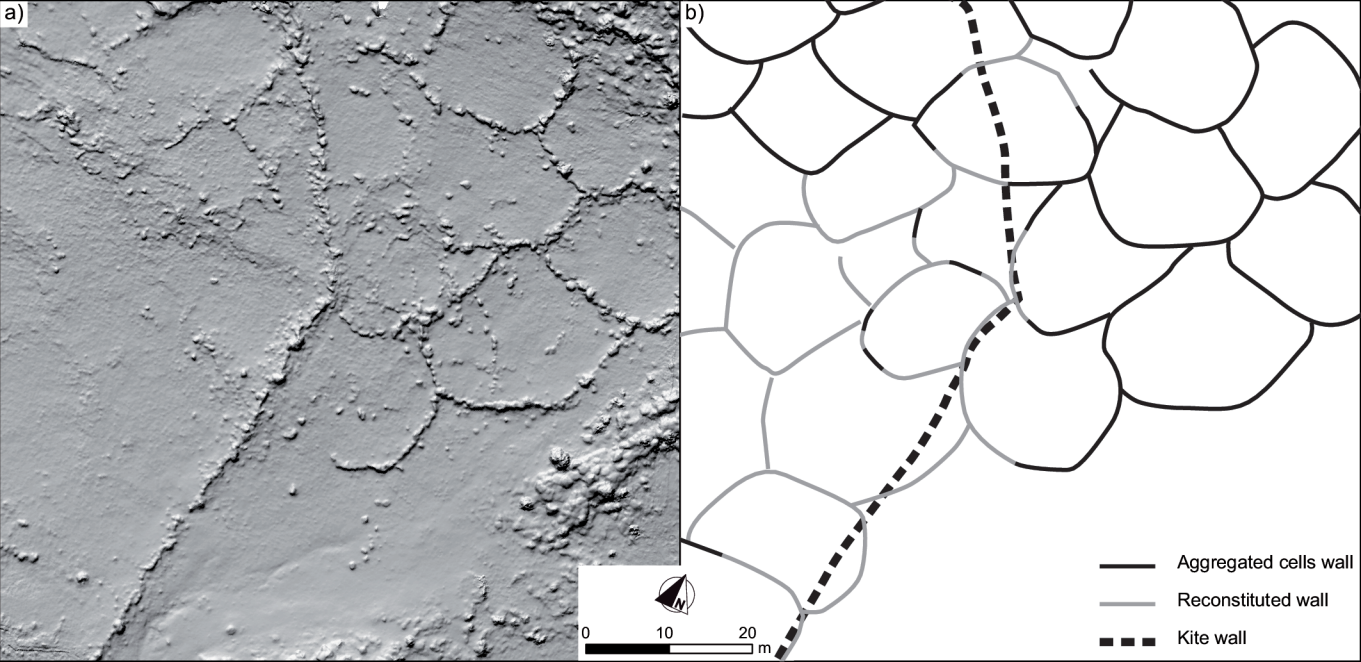 a)
b)
N
0 10 20
m
Aggregated cells wall
Reconstituted wall
Kite wall